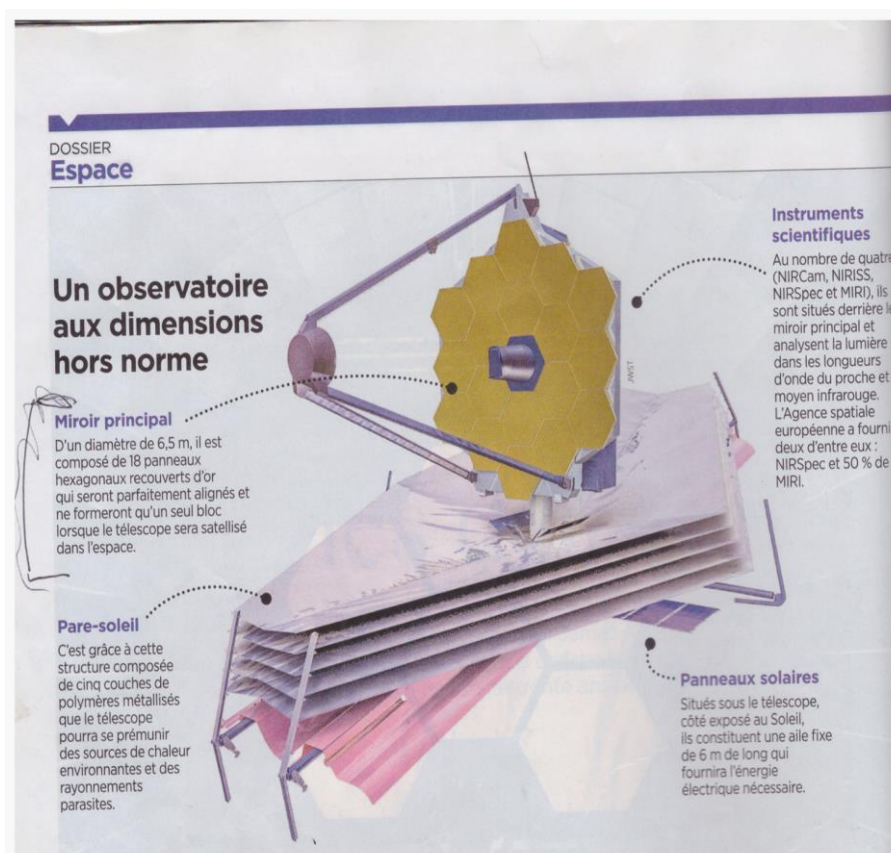 DOSSIER
Espace
Un observatoire
aux dimensions
hors norme
Miroir principal
D'un diamètre de 6,5 m, il est
composé de 18 panneaux
hexagonaux recouverts d'or
qui seront parfaitement alignés et
ne formeront qu'un seul bloc
lorsque le télescope sera satellisé
dans l'espace.
Pare-soleil
C'est grâce à cette
structure composée
de cinq couches de
polymères métallisés
que le télescope
pourra se prémunir
des sources de chaleur
environnantes et des
rayonnements
parasites.
Instruments
scientifiques
Au nombre de quatre
(NIRCam, NIRISS,
NIRSpec et MIRI), ils
sont situés derrière le
miroir principal et
analysent la lumière
dans les longueurs
d'onde du proche et
moyen infrarouge.
L'Agence spatiale
européenne a fourni
deux d'entre eux :
NIRSpec et 50 % de
MIRI.
JWST
Panneaux solaires
Situés sous le télescope,
côté exposé au Soleil,
ils constituent une aile fixe
de 6 m de long qui
fournira l'énergie
électrique nécessaire.